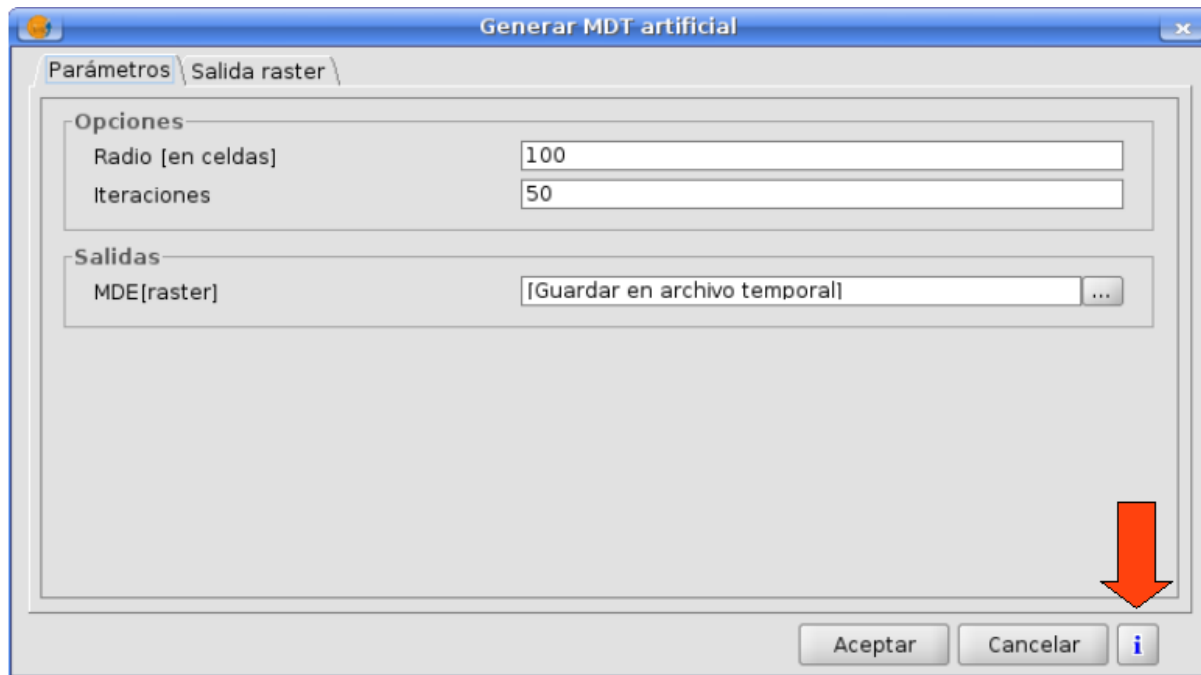 Generar MDT artificial
Parámetros
Salida raster
Opciones
Radio [en celdas]
100
Iteraciones
50
Salidas
MDE[raster]
[Guardar en archivo temporal]
...
Aceptar
Cancelar
i